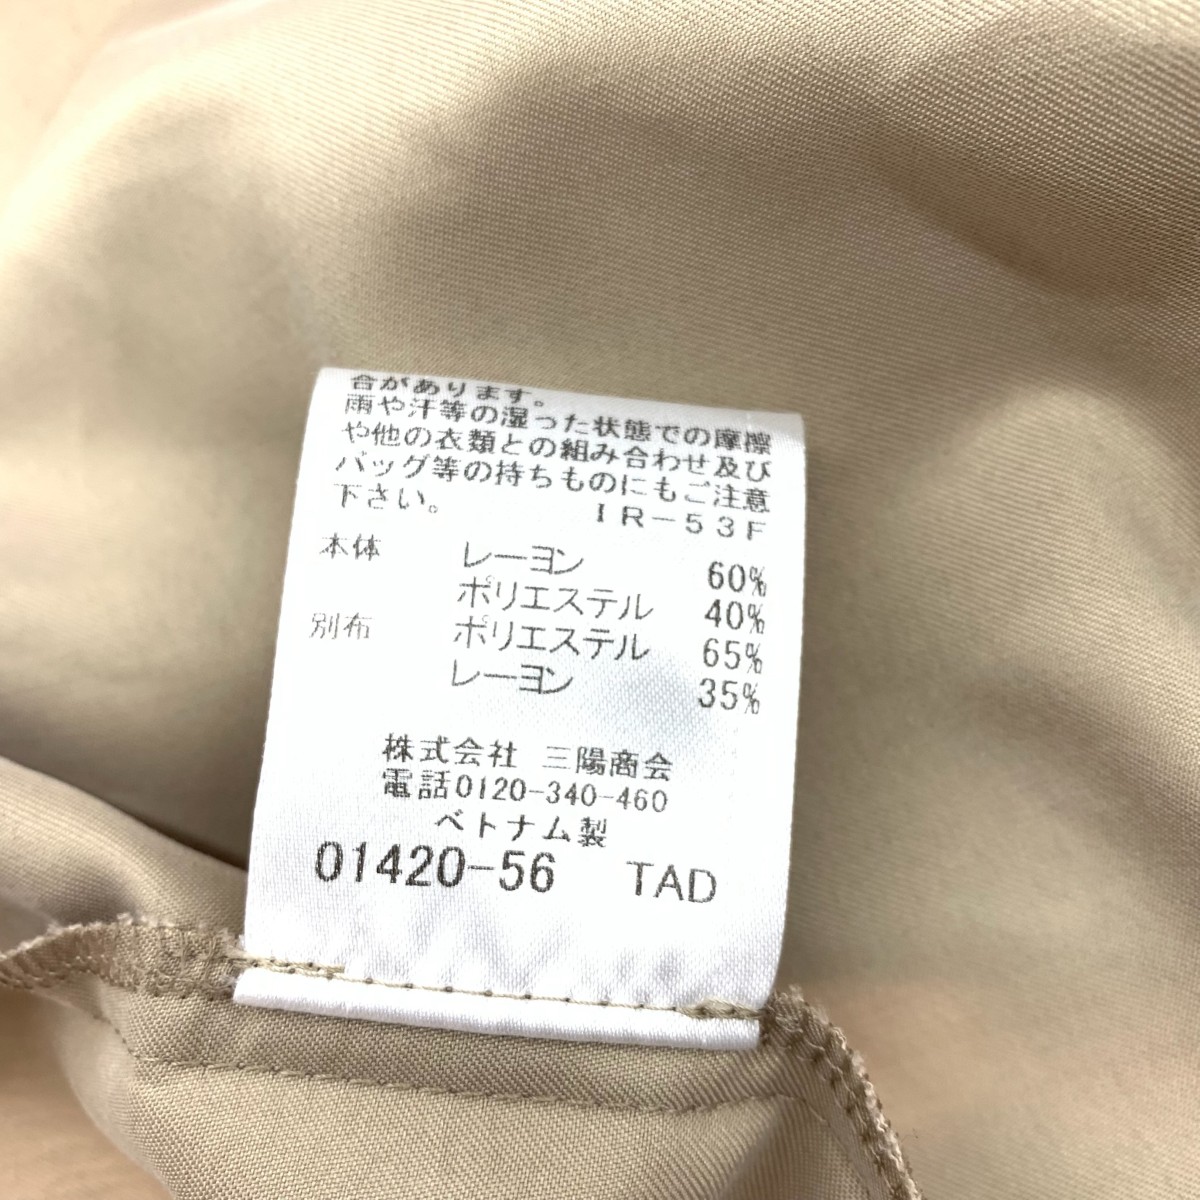 合があります。
雨や汗等の湿った状態での摩擦
や他の衣類との組み合わせ及び
バッグ等の持ちものにもご注意
下さい。 IR-53F
本体 レーヨン 60%
ポリエステル 40%
別布 ポリエステル 65%
レーヨン 35%
株式会社 三陽商会
電話0120-340-460
ベトナム製
01420-56 TAD